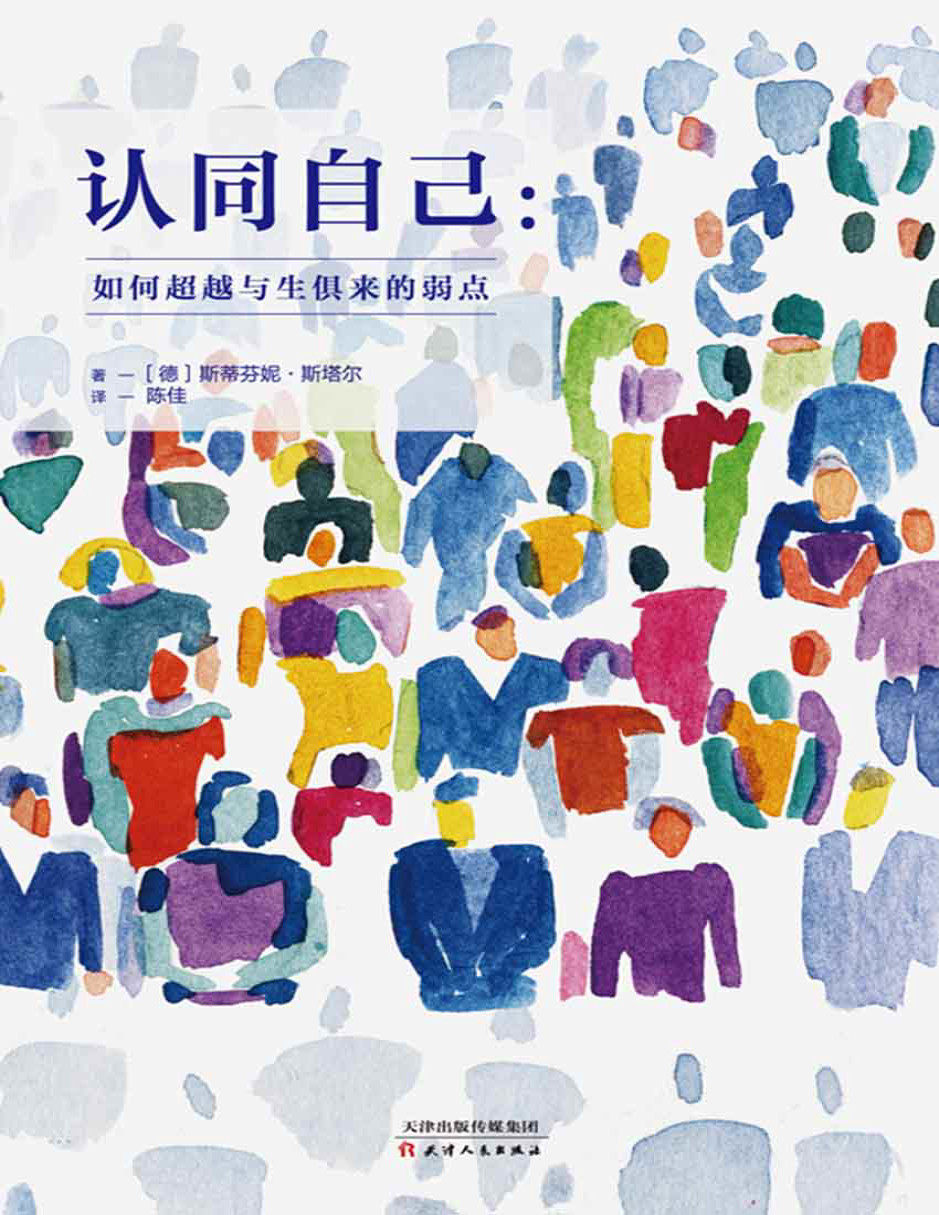 认同自己：
如何超越与生俱来的弱点
著 — [ 德 ] 斯蒂芬妮 · 斯塔尔
译 — 陈佳
天津出版传媒集团
天津人民出版社